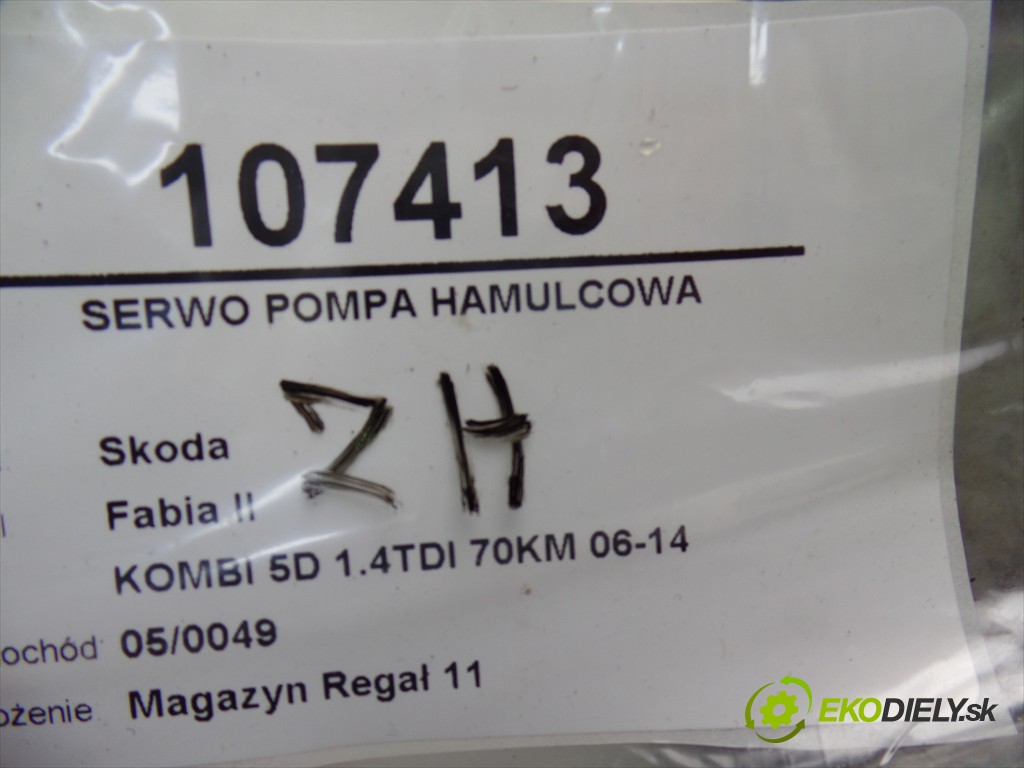 107413
SERWO POMPA HAMULCOWA
ZH
Skoda
Fabia II
KOMBI 5D 1.4TDI 70KM 06-14
ochód 05/0049
ożenie Magazyn Regał 11
EKODIELY.sk